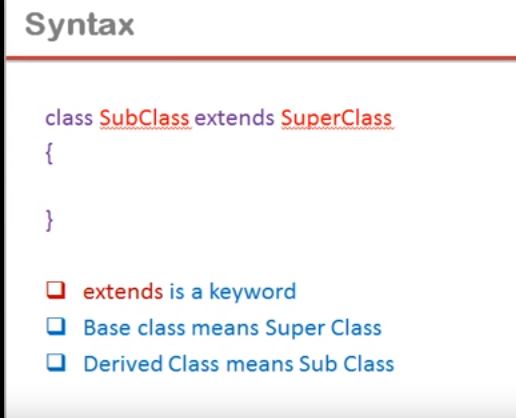 Syntax
class SubClass extends SuperClass
{
}
extends is a keyword
Base class means Super Class
Derived Class means Sub Class